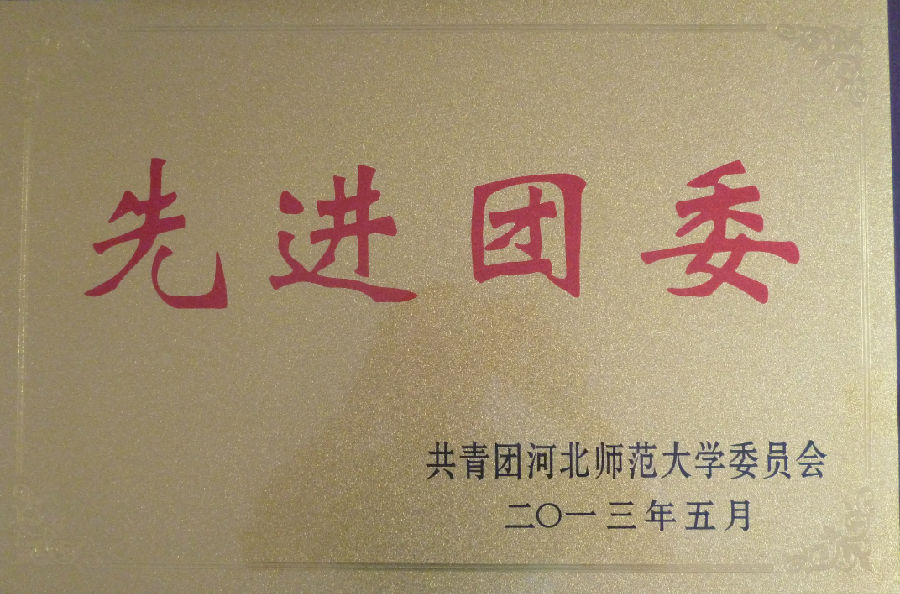 先进团委
共青团河北师范大学委员会
二〇一三年五月